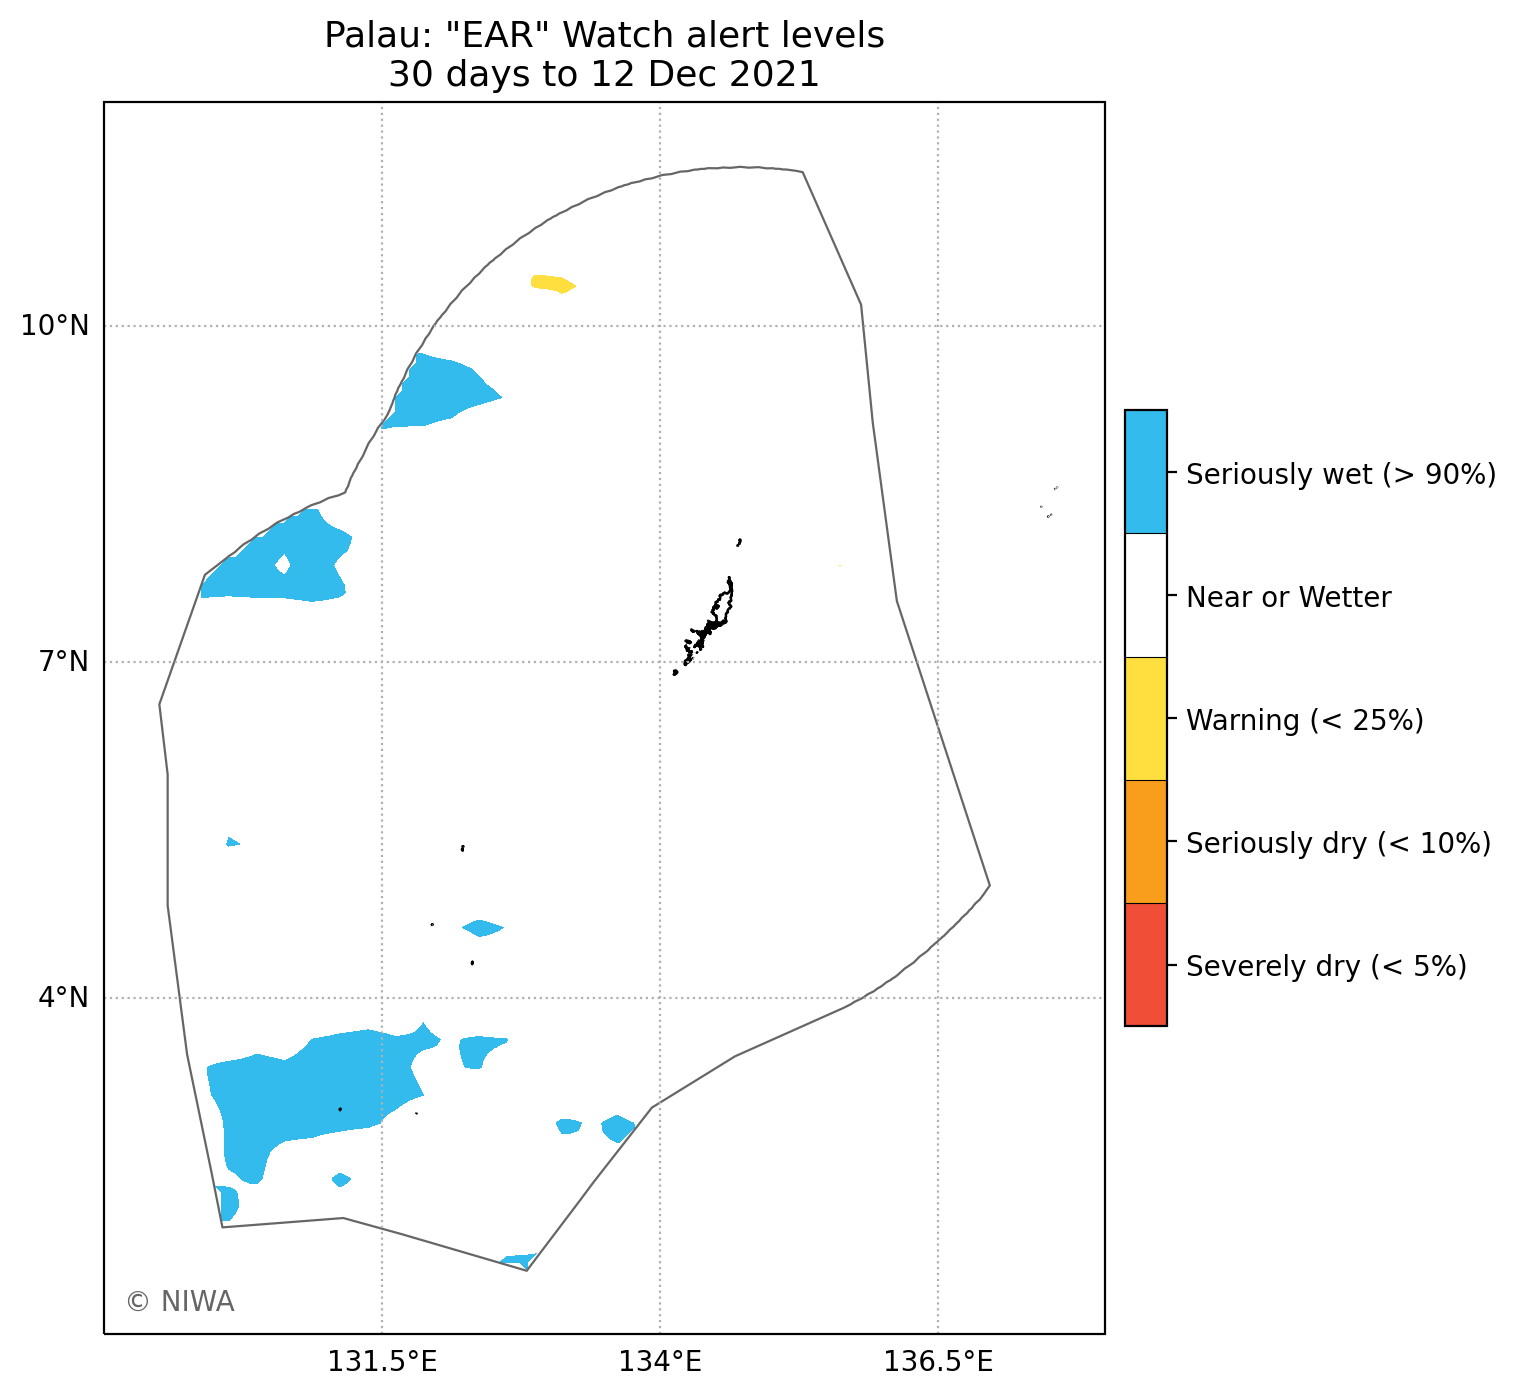 Palau: "EAR" Watch alert levels
30 days to 12 Dec 2021
10°N
7°N
4°N
131.5°E
134°E
136.5°E
Seriously wet (> 90%)
Near or Wetter
Warning (< 25%)
Seriously dry (< 10%)
Severely dry (< 5%)
© NIWA